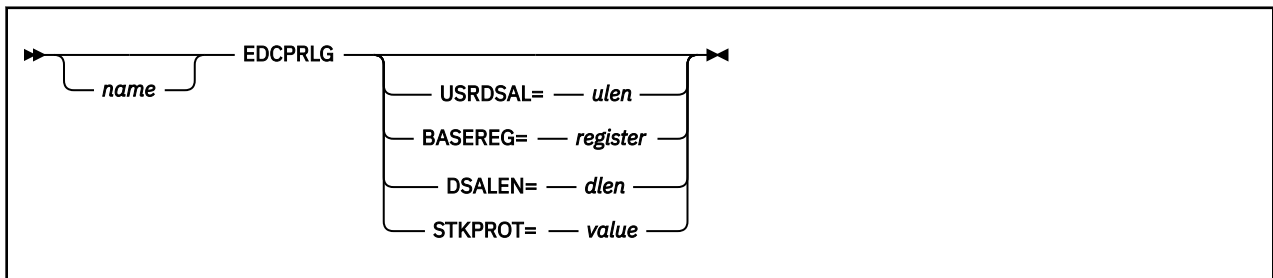 name EDCPRLG
USRDSAL= ulen
BASEREG= register
DSALEN= dlen
STKPROT= value